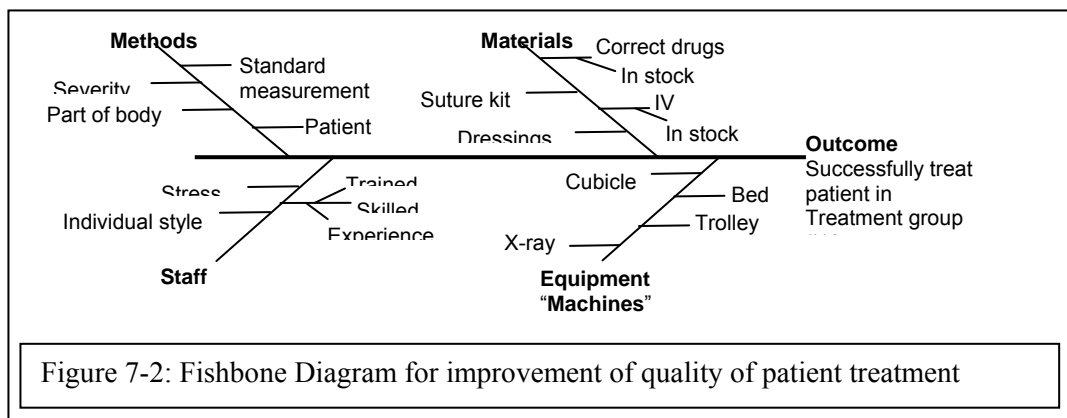 Methods
Standard
measurement
Severity
Part of body
Patient
Materials
Correct drugs
In stock
Suture kit
IV
In stock
Dressings
Outcome
Successfully treat
patient in
Treatment group
Stress
Individual style
Trained
Skilled
Experience
Staff
Cubicle
Bed
Trolley
X-ray
Equipment
“Machines”
Figure 7-2: Fishbone Diagram for improvement of quality of patient treatment